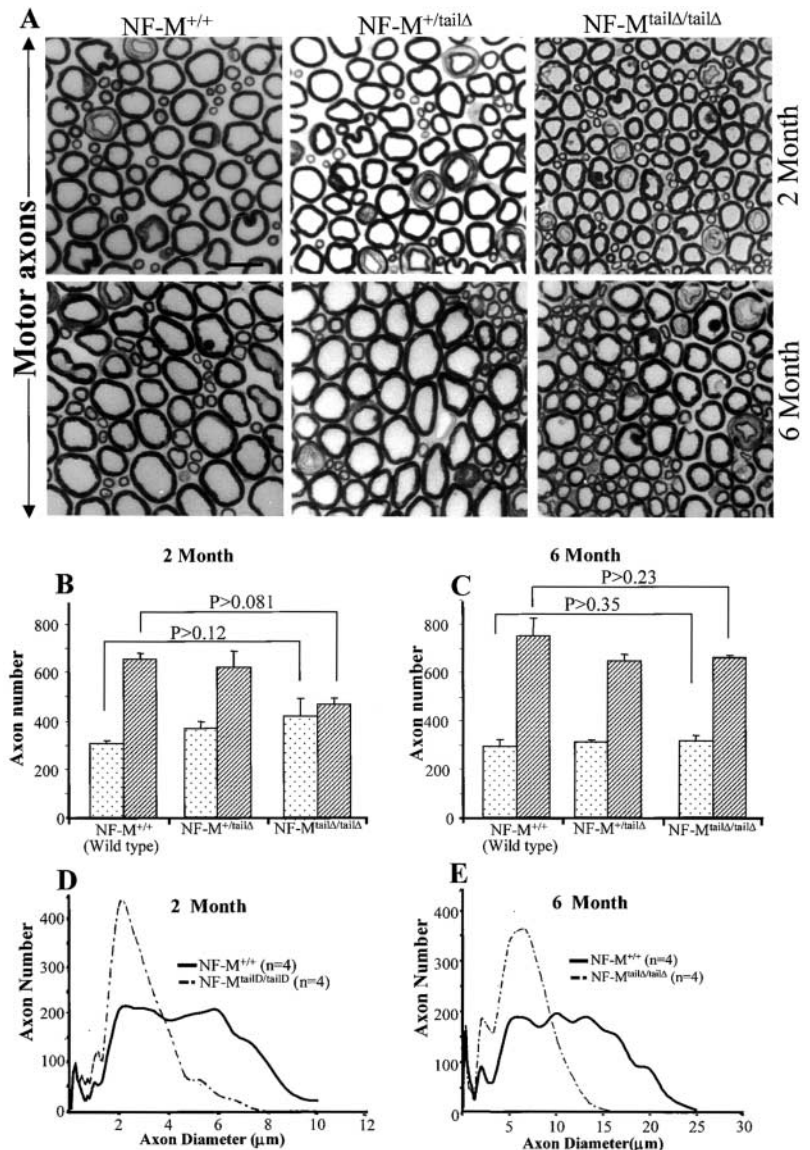 A
NF-M+/+
NF-M+/tailΔ
NF-MtailΔ/tailΔ
Motor axons
2 Month
6 Month
2 Month
B
P>0.081
P>0.12
Axon number
800
600
400
200
0
NF-M+/+
(Wild type)
NF-M+/tailΔ
NF-MtailΔ/tailΔ
6 Month
C
P>0.23
P>0.35
Axon number
800
600
400
200
0
NF-M+/+
(Wild type)
NF-M+/tailΔ
NF-MtailΔ/tailΔ
D
2 Month
NF-M+/+ (n=4)
NF-MtailD/tailD (n=4)
Axon Number
400
300
200
100
0
2 4 6 8 10 12
Axon Diameter (μm)
E
6 Month
NF-M+/+ (n=4)
NF-MtailΔ/tailΔ (n=4)
Axon Number
400
300
200
100
0
0 5 10 15 20 25 30
Axon Diameter(μm)